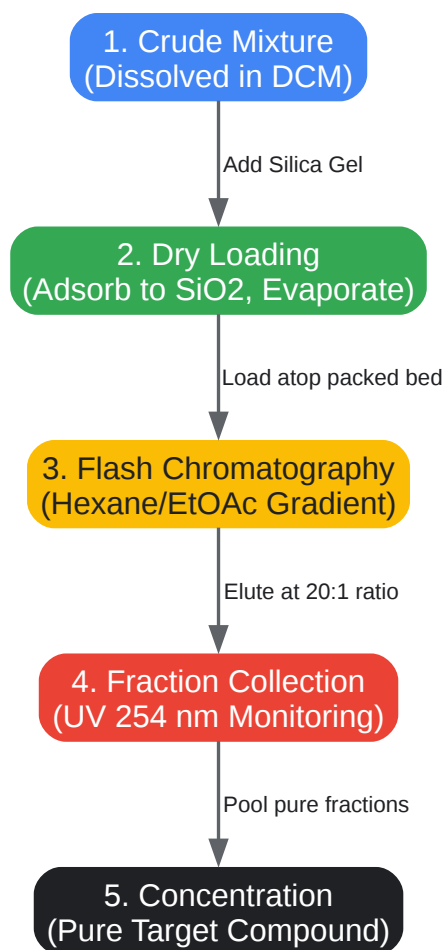 1. Crude Mixture
(Dissolved in DCM)
Add Silica Gel
2. Dry Loading
(Adsorb to SiO2, Evaporate)
Load atop packed bed
3. Flash Chromatography
(Hexane/EtOAc Gradient)
Elute at 20:1 ratio
4. Fraction Collection
(UV 254 nm Monitoring)
Pool pure fractions
5. Concentration
(Pure Target Compound)